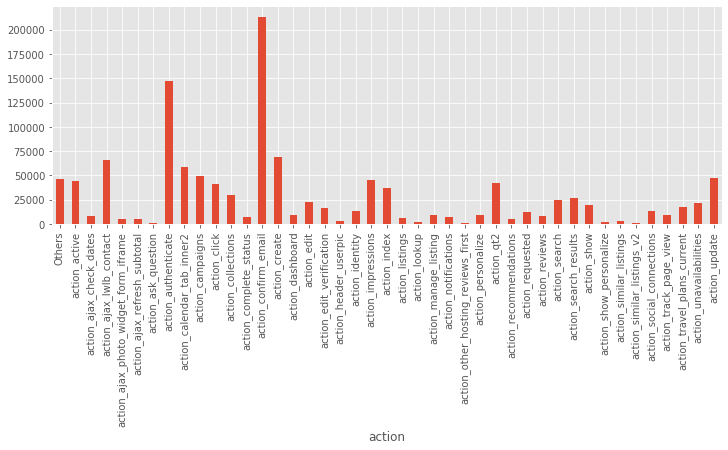 200000
175000
150000
125000
100000
75000
50000
25000
0
Others
action_active
action_ajax_check_dates
action_ajax_lwlb_contact
action_ajax_photo_widget_form_iframe
action_ajax_refresh_subtotal
action_ask_question
action_authenticate
action_calendar_tab_inner2
action_campaigns
action_click
action_collections
action_complete_status
action_confirm_email
action_create
action_dashboard
action_edit
action_edit_verification
action_header_userpic
action_identity
action_impressions
action_index
action_listings
action_lookup
action_manage_listing
action_notifications
action_other_hosting_reviews_first
action_personalize
action_qt2
action_recommendations
action_requested
action_reviews
action_search
action_search_results
action_show
action_show_personalize
action_similar_listings
action_similar_listings_v2
action_social_connections
action_track_page_view
action_travel_plans_current
action_unavailabilities
action_update
action